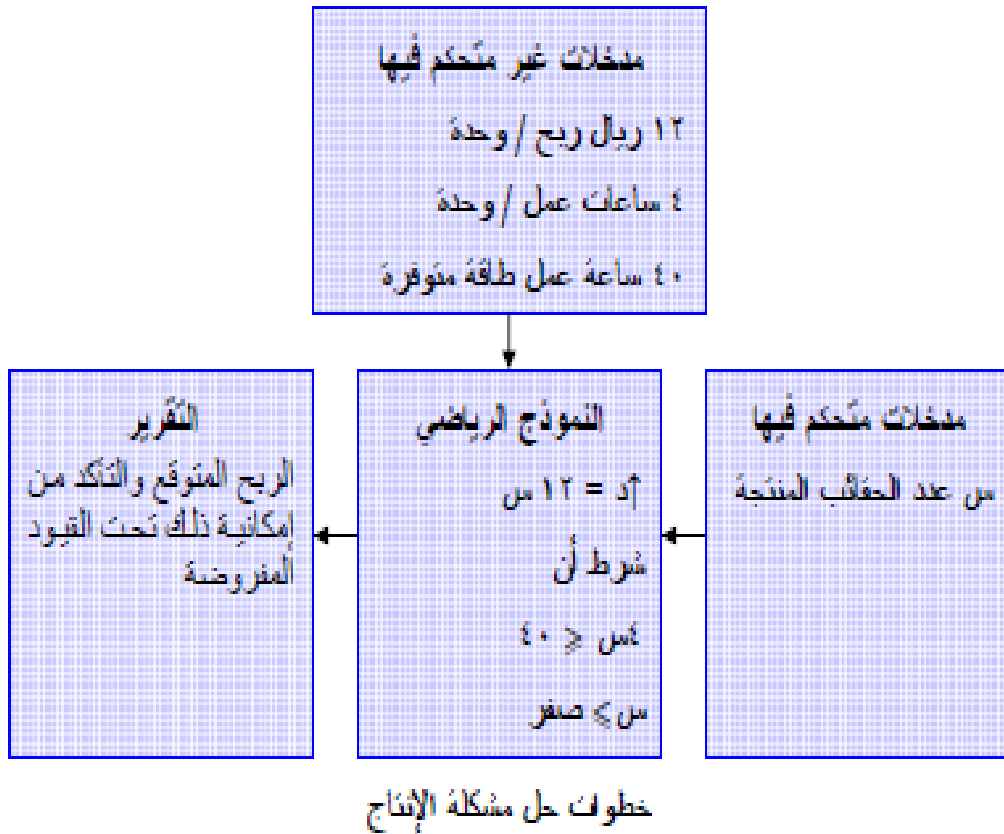 مدخلات غير متحكم فيها
١٢ ريال ربح / وحدة
٤ ساعات عمل / وحدة
٤٠ ساعة عمل طاقة متوفرة
مدخلات متحكم فيها
س عدد الحقائب المنتجة
النموذج الرياضي
↑د = ١٢ س
شرط أن
٤س ⩽ ٤٠
س ⩾ صفر
التقرير
الربح المتوقع والتأكد من
إمكانية ذلك تحت القيود
المفروضة
خطوات حل مشكلة الإنتاج